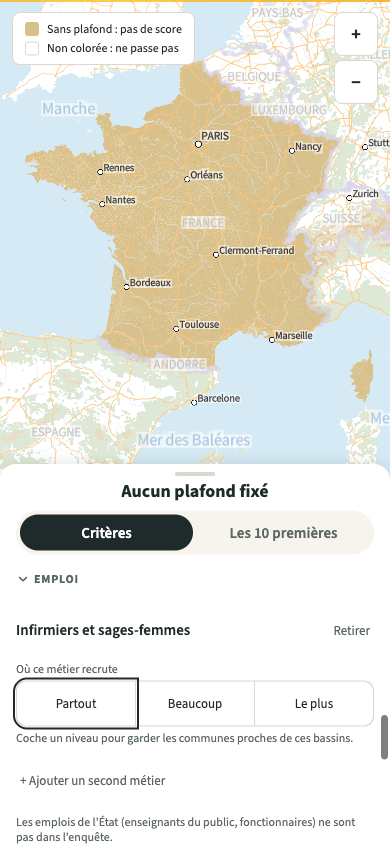 Sans plafond : pas de score
Non colorée : ne passe pas
+
−
PAYS-BAS
BELGIQUE
Manche
LUXEMBOURG
PARIS
Nancy
Stutt
Rennes
Orléans
Nantes
Zurich
FRANCE
SUISSE
Clermont-Ferrand
Bordeaux
Toulouse
Marseille
ANDORRE
Barcelone
Me
ESPAGNE
Mer des Baléares
Aucun plafond fixé
Critères
Les 10 premières
EMPLOI
Infirmiers et sages-femmes
Retirer
Où ce métier recrute
Partout
Beaucoup
Le plus
Coche un niveau pour garder les communes proches de ces bassins.
+ Ajouter un second métier
Les emplois de l'État (enseignants du public, fonctionnaires) ne sont
pas dans l'enquête.